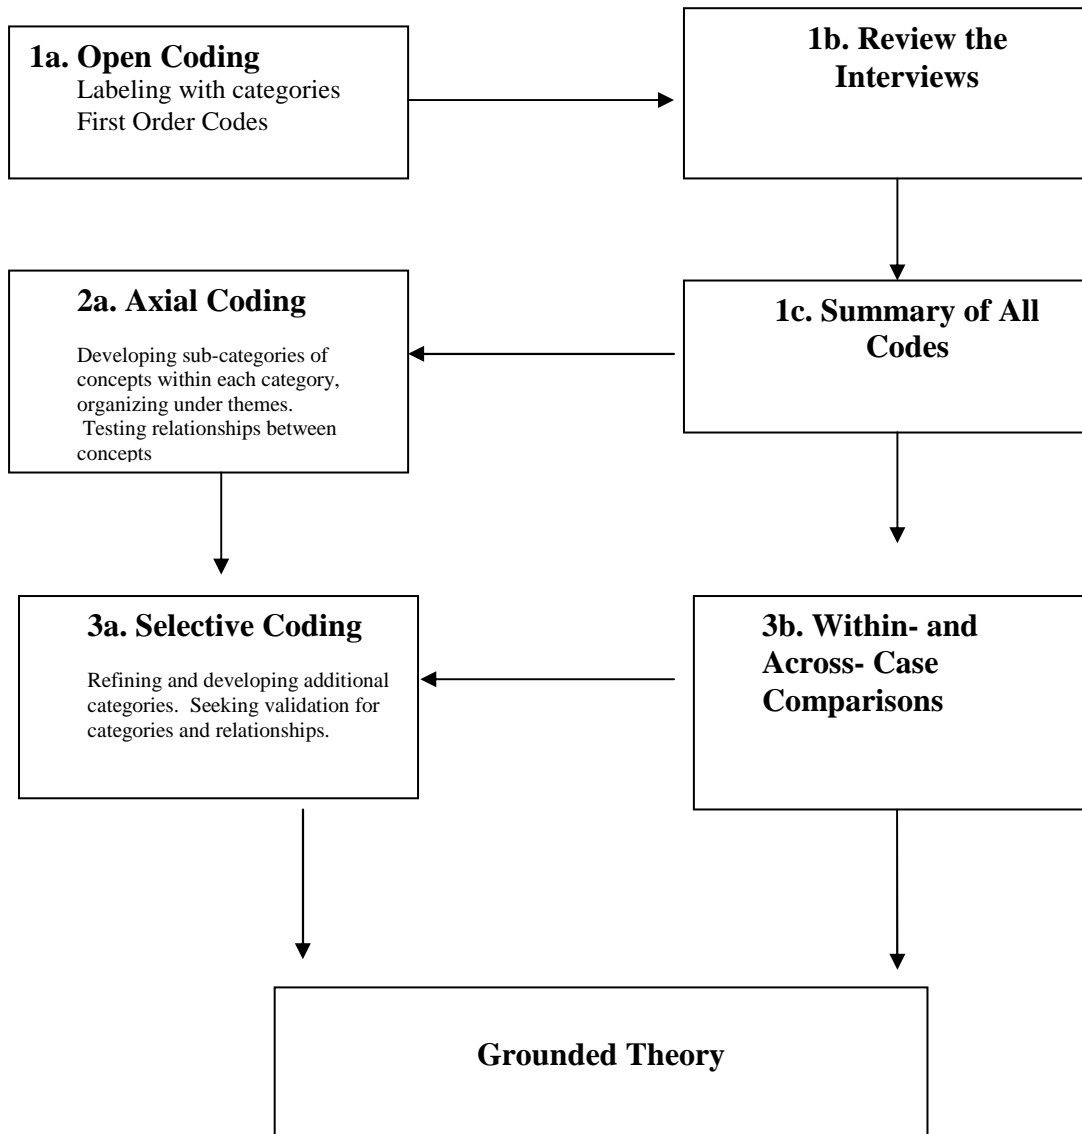 1a. Open Coding
Labeling with categories
First Order Codes
1b. Review the
Interviews
2a. Axial Coding
Developing sub-categories of
concepts within each category,
organizing under themes.
Testing relationships between
concepts
1c. Summary of All
Codes
3a. Selective Coding
Refining and developing additional
categories.  Seeking validation for
categories and relationships.
3b. Within- and
Across- Case
Comparisons
Grounded Theory